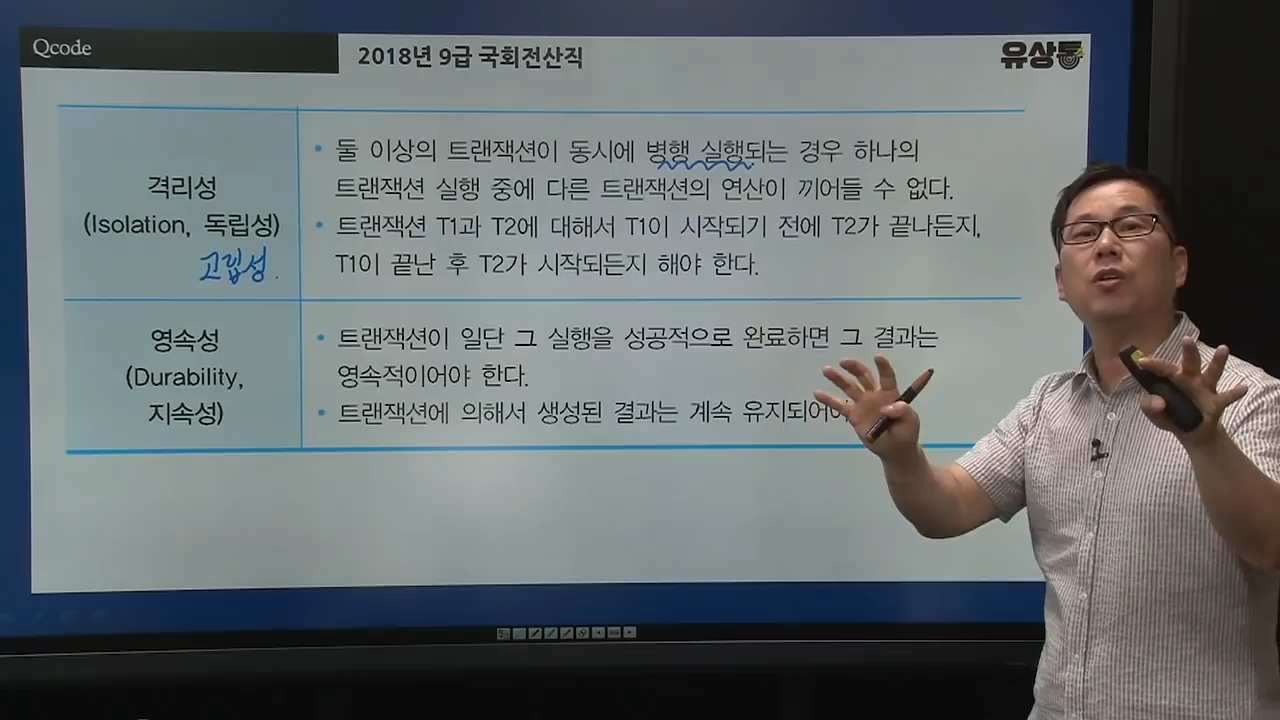 Qcode
2018년 9급 국회전산직
유상통
격리성
(Isolation, 독립성)
고립성.
• 둘 이상의 트랜잭션이 동시에 병행 실행되는 경우 하나의
트랜잭션 실행 중에 다른 트랜잭션의 연산이 끼어들 수 없다.
• 트랜잭션 T1과 T2에 대해서 T1이 시작되기 전에 T2가 끝나든지,
T1이 끝난 후 T2가 시작되든지 해야 한다.
영속성
(Durability,
지속성)
• 트랜잭션이 일단 그 실행을 성공적으로 완료하면 그 결과는
영속적이어야 한다.
• 트랜잭션에 의해서 생성된 결과는 계속 유지되어야